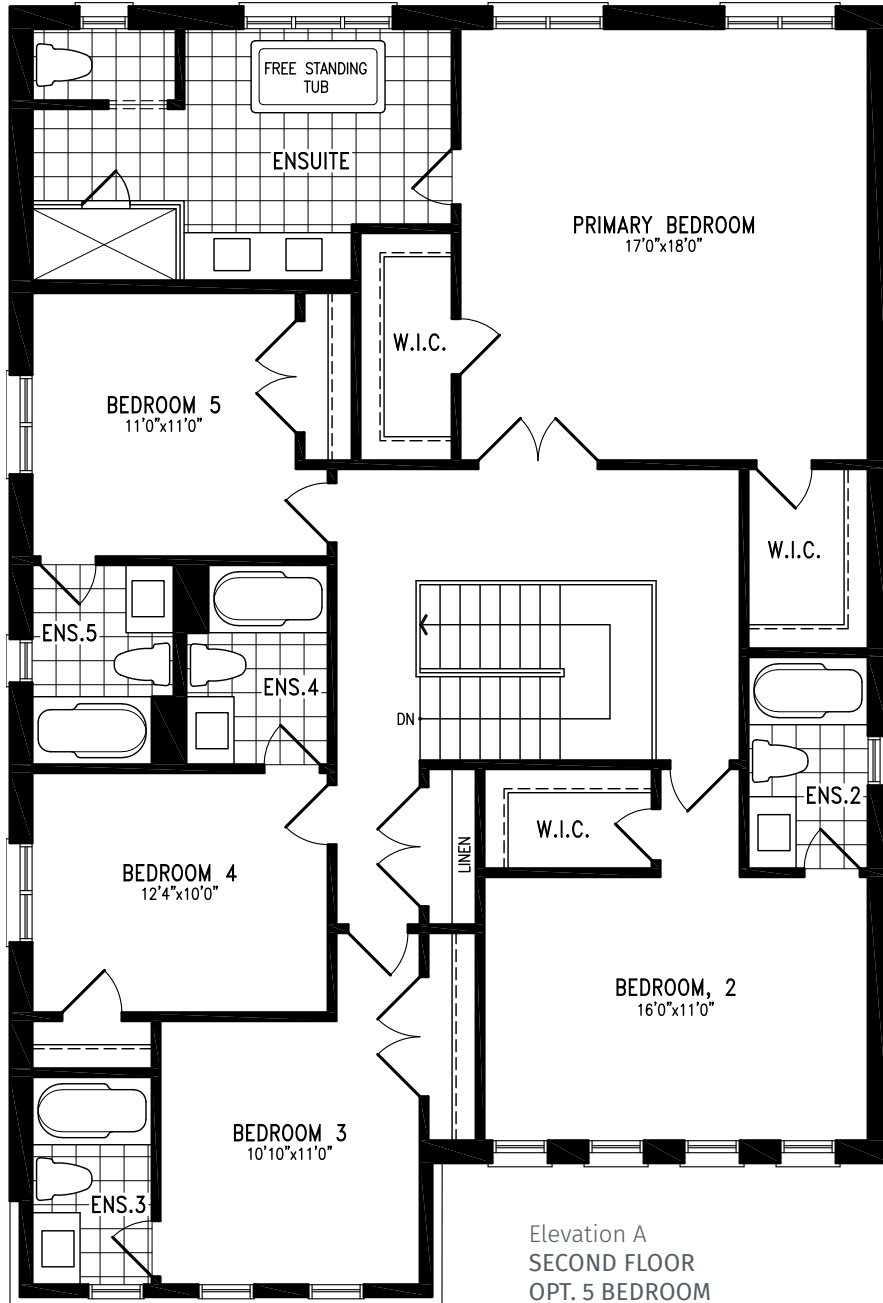 FREE STANDING
TUB
ENSUITE
PRIMARY BEDROOM
17'0"x18'0"
W.I.C.
BEDROOM 5
11'0"x11'0"
W.I.C.
ENS.5
ENS.4
DN
ENS.2
W.I.C.
LINEN
BEDROOM 4
12'4"x10'0"
BEDROOM, 2
16'0"x11'0"
BEDROOM 3
10'10"x11'0"
ENS.3
Elevation A
SECOND FLOOR
OPT. 5 BEDROOM